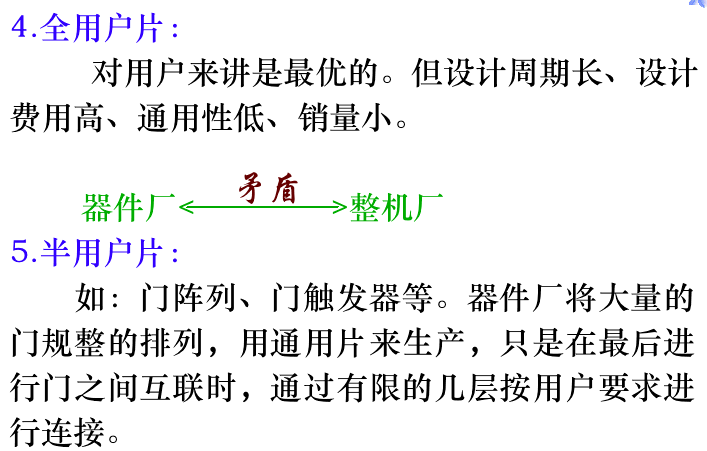 4.全用户片：
对用户来讲是最优的。但设计周期长、设计
费用高、通用性低、销量小。
矛盾
器件厂<——>整机厂
5.半用户片：
如：门阵列、门触发器等。器件厂将大量的
门规整的排列，用通用片来生产，只是在最后进
行门之间互联时，通过有限的几层按用户要求进
行连接。